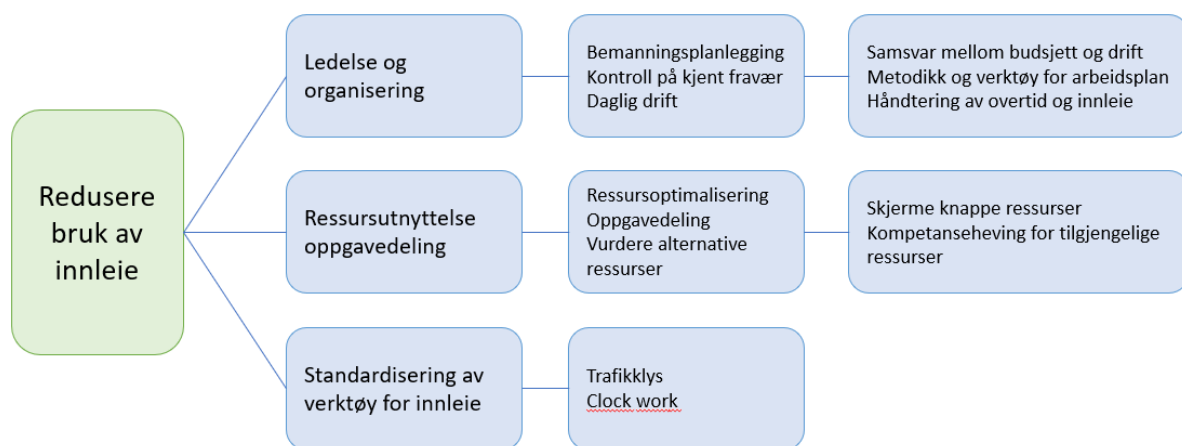 Redusere
bruk av
innleie
Ledelse og
organisering
Bemanningsplanlegging
Kontroll på kjent fravær
Daglig drift
Samsvar mellom budsjett og drift
Metodikk og verktøy for arbeidsplan
Håndtering av overtid og innleie
Ressursutnyttelse
oppgavedeling
Ressursoptimalisering
Oppgavedeling
Vurdere alternative
ressurser
Skjerme knappe ressurser
Kompetanseheving for tilgjengelige
ressurser
Standardisering av
verktøy for innleie
Trafikklys
Clock work